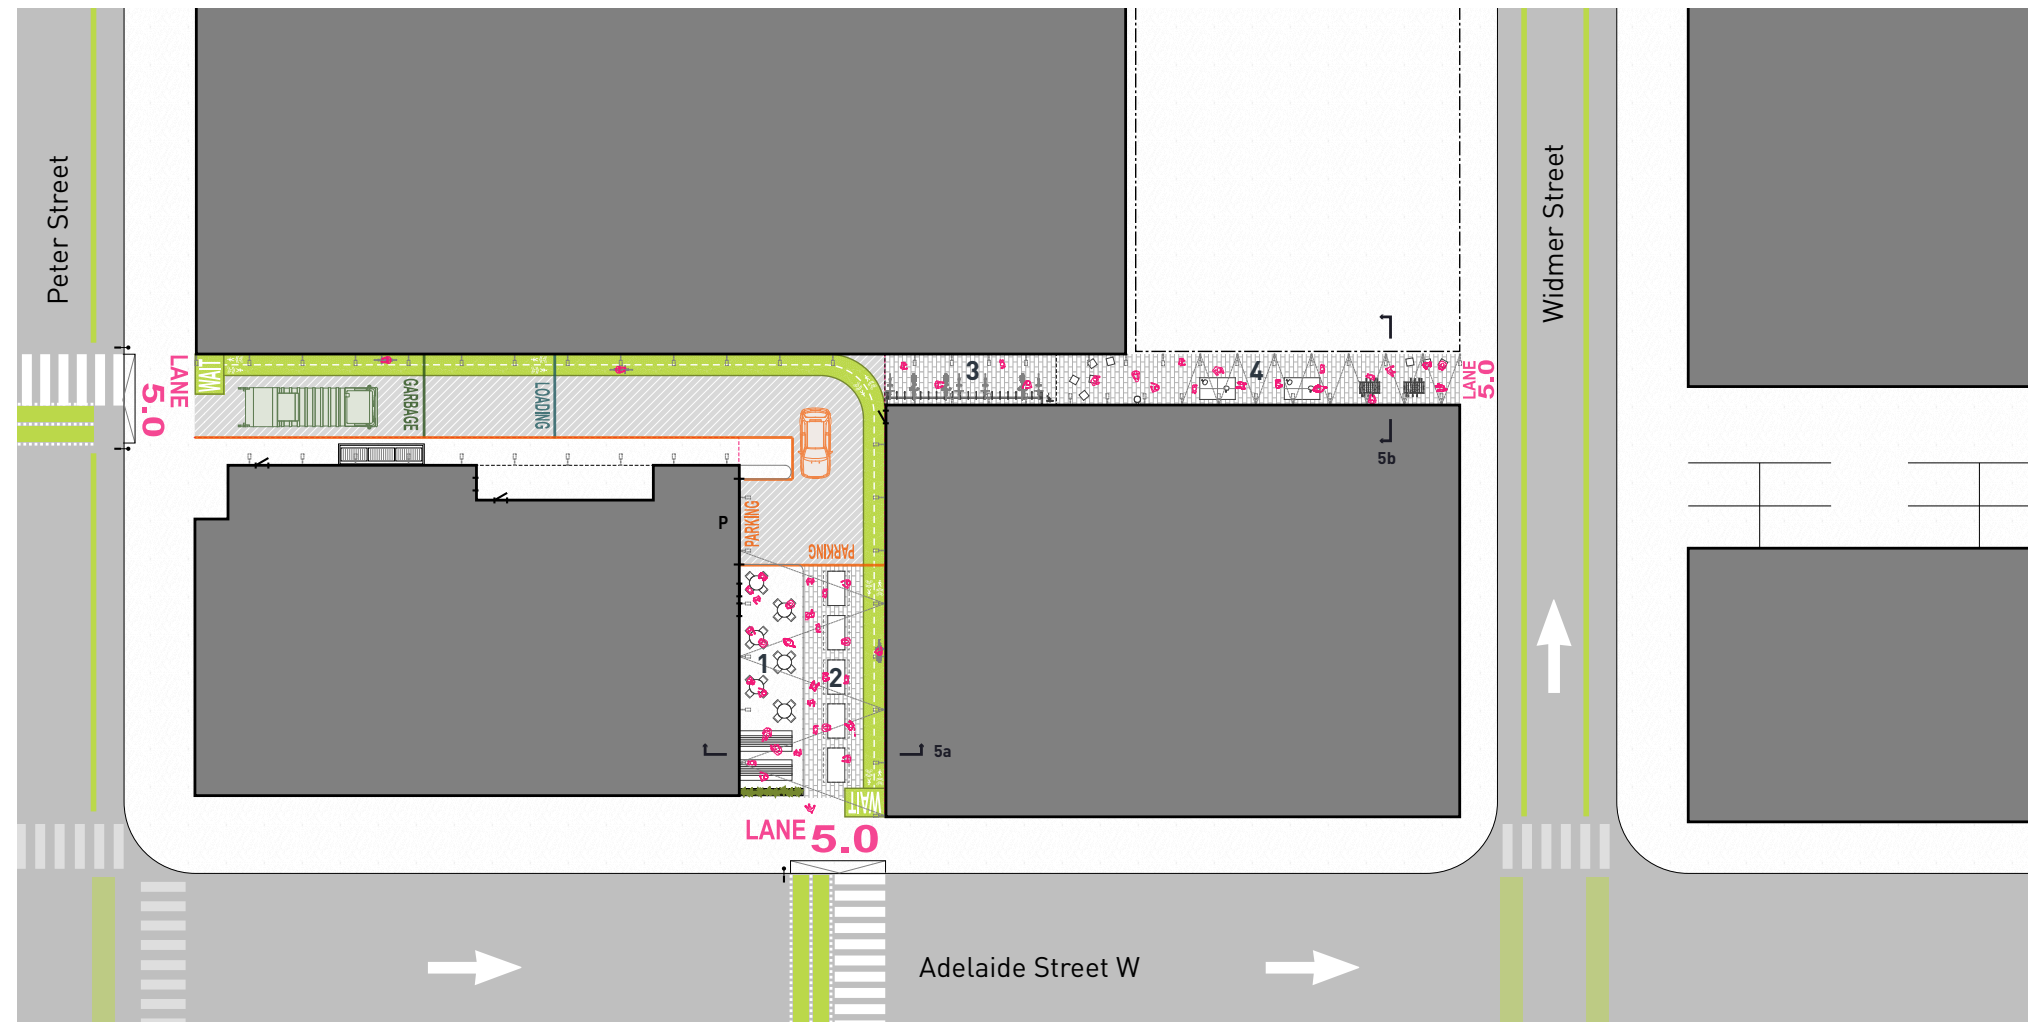 Peter Street
Widmer Street
LANE
5.0
WAIT
GARBAGE
LOADING
3
4
LANE
5.0
5b
P
PARKING
PARKING
1
2
5a
WAIT
LANE 5.0
Adelaide Street W